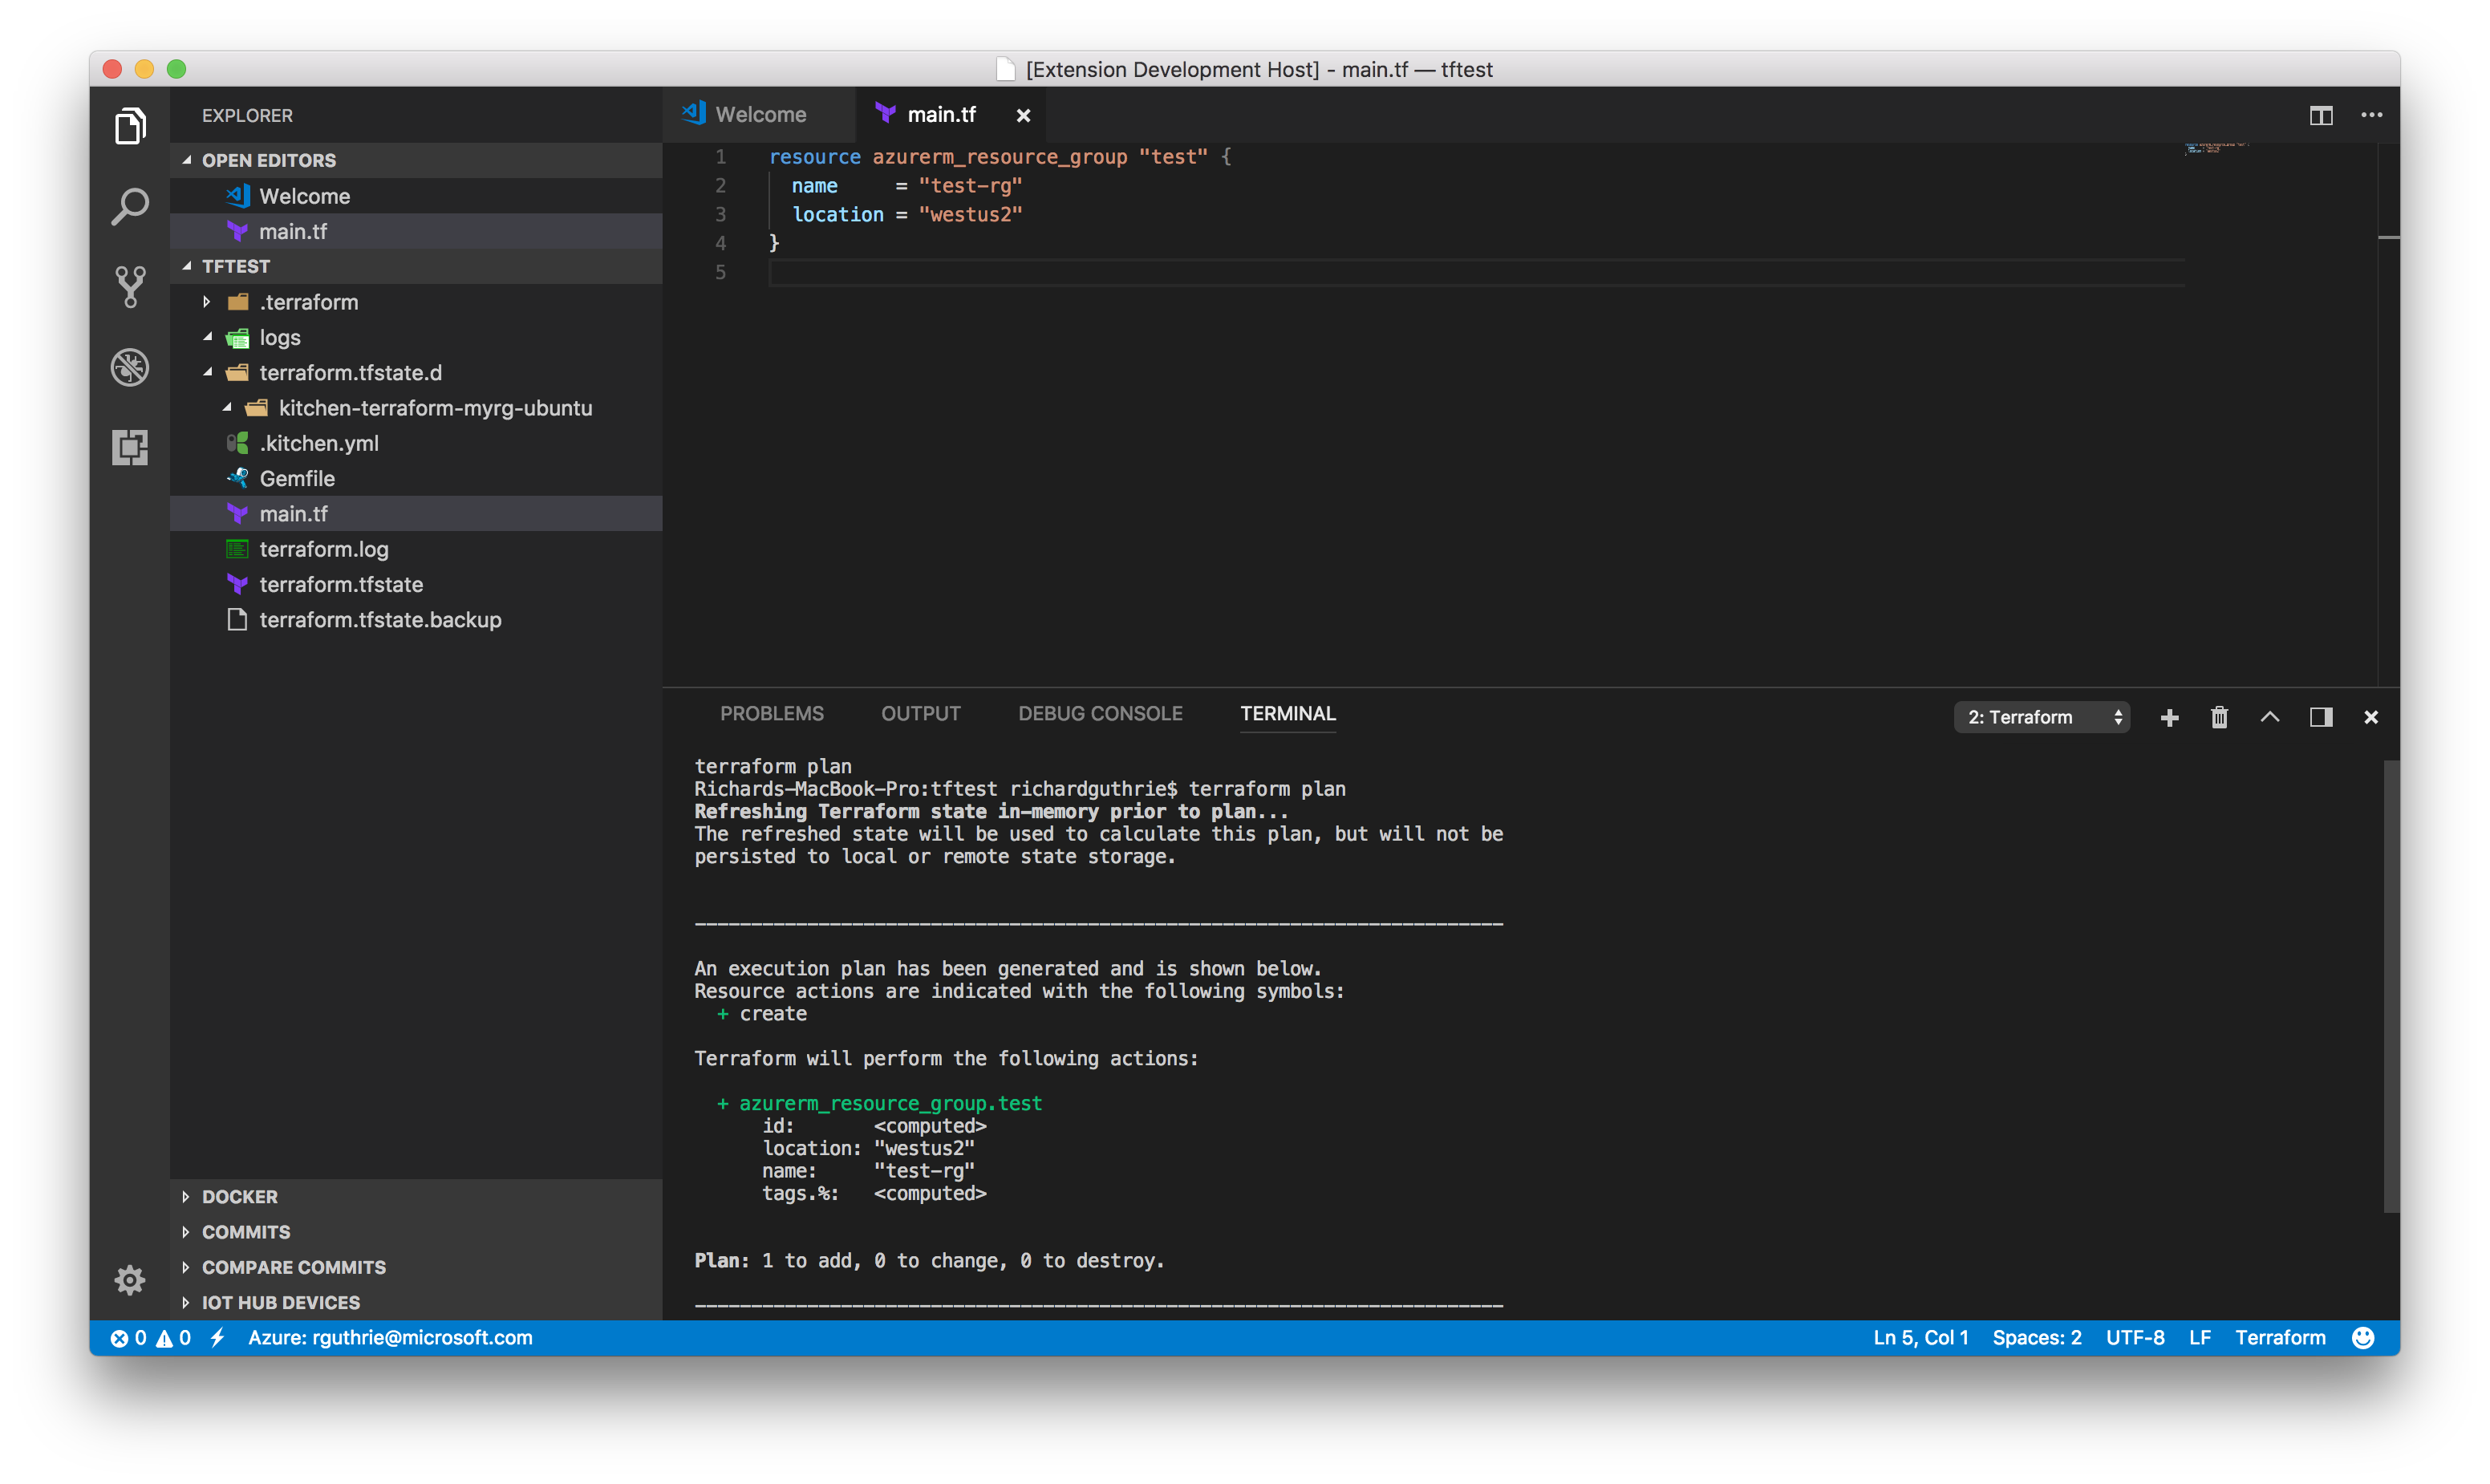 [Extension Development Host] - main.tf — tftest
EXPLORER
OPEN EDITORS
Welcome
main.tf
TFTEST
.terraform
logs
terraform.tfstate.d
kitchen-terraform-myrg-ubuntu
.kitchen.yml
Gemfile
main.tf
terraform.log
terraform.tfstate
terraform.tfstate.backup
DOCKER
COMMITS
COMPARE COMMITS
IOT HUB DEVICES
Welcome main.tf
1 resource azurerm_resource_group "test" {
2 name     = "test-rg"
3 location = "westus2"
4 }
5
PROBLEMS OUTPUT DEBUG CONSOLE TERMINAL 2: Terraform
terraform plan
Richards-MacBook-Pro:tftest richardguthrie$ terraform plan
Refreshing Terraform state in-memory prior to plan...
The refreshed state will be used to calculate this plan, but will not be
persisted to local or remote state storage.
------------------------------------------------------------------------
An execution plan has been generated and is shown below.
Resource actions are indicated with the following symbols:
+ create
Terraform will perform the following actions:
+ azurerm_resource_group.test
id:       <computed>
location: "westus2"
name:     "test-rg"
tags.%:   <computed>
Plan: 1 to add, 0 to change, 0 to destroy.
------------------------------------------------------------------------
0 0 Azure: rguthrie@microsoft.com Ln 5, Col 1 Spaces: 2 UTF-8 LF Terraform